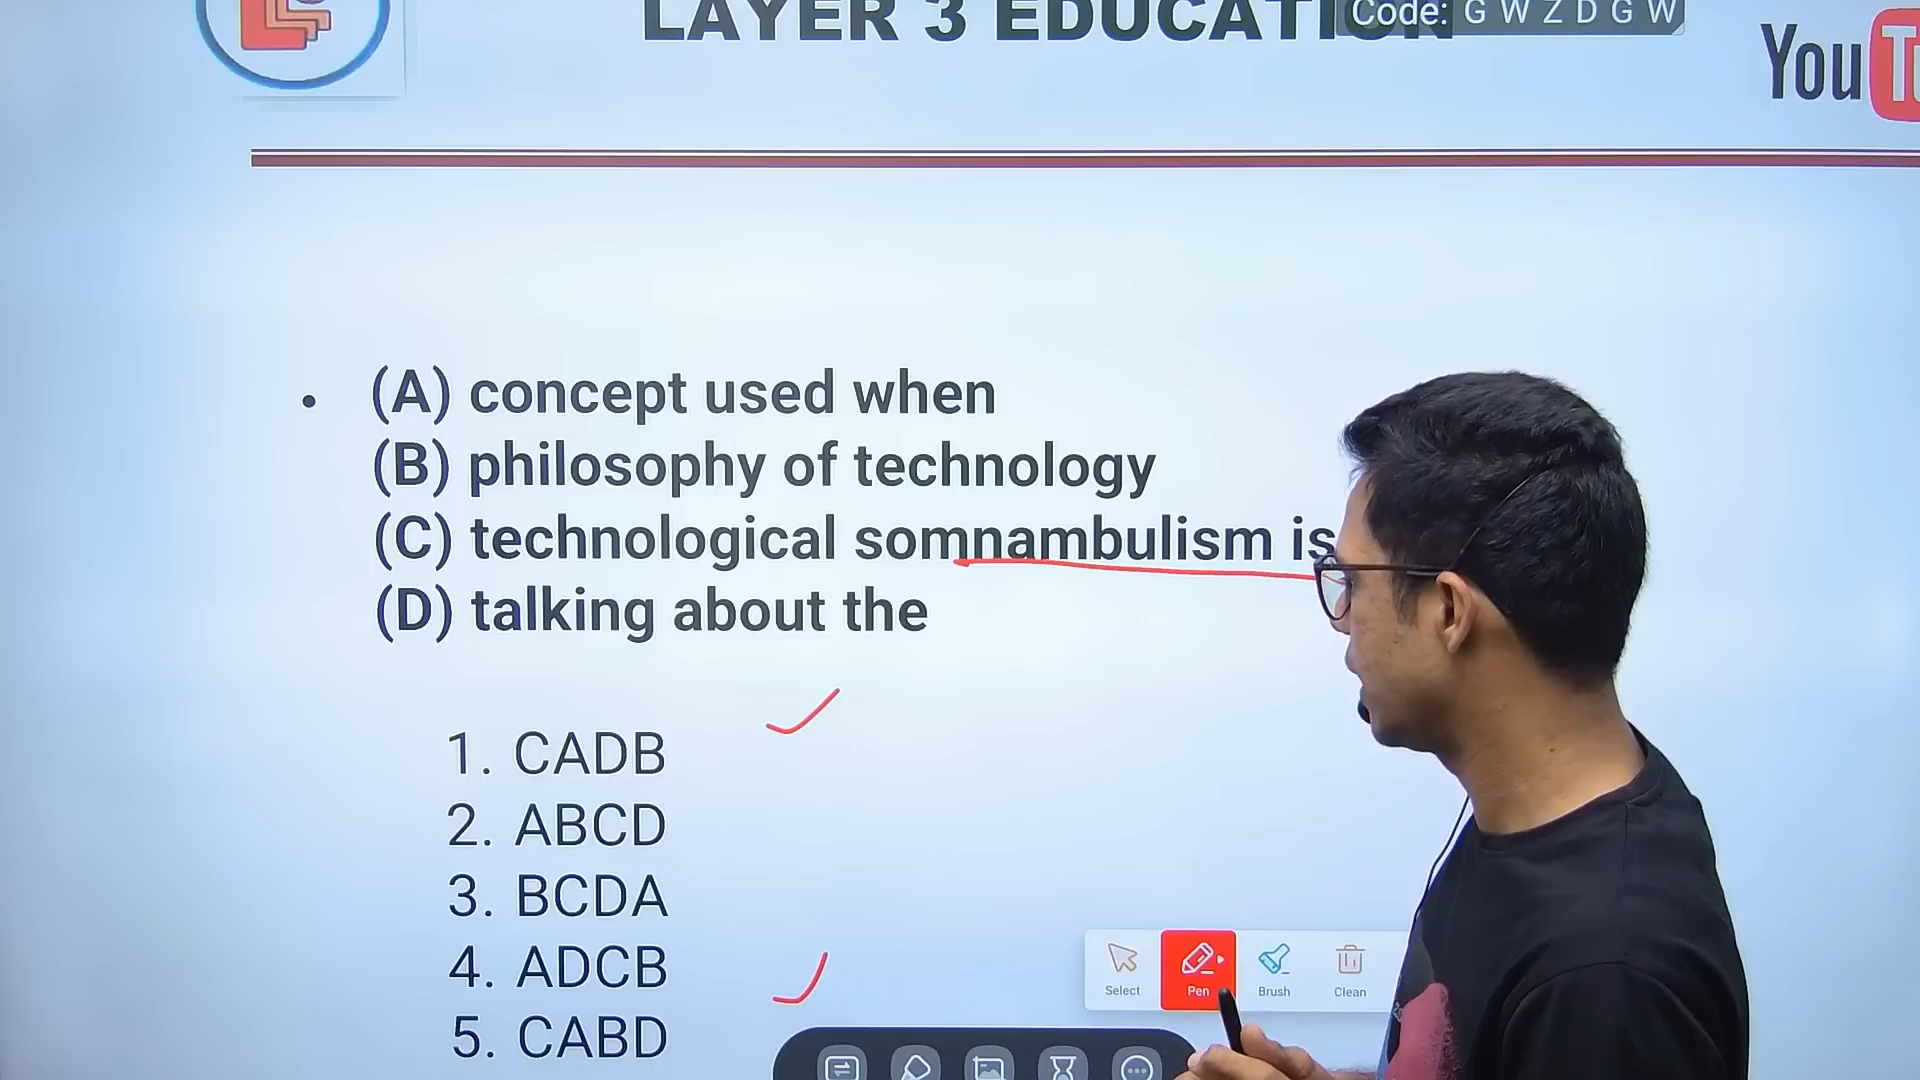 LAYER 3 EDUCATION
Code: G W Z D G W
You
• (A) concept used when
(B) philosophy of technology
(C) technological somnambulism is
(D) talking about the
1. CADB
2. ABCD
3. BCDA
4. ADCB
5. CABD
Select
Pen
Brush
Clean